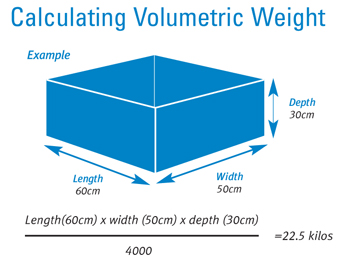 Calculating Volumetric Weight
Example
Depth
30cm
Length
60cm
Width
50cm
Length(60cm) x width (50cm) x depth (30cm)
4000
=22.5 kilos